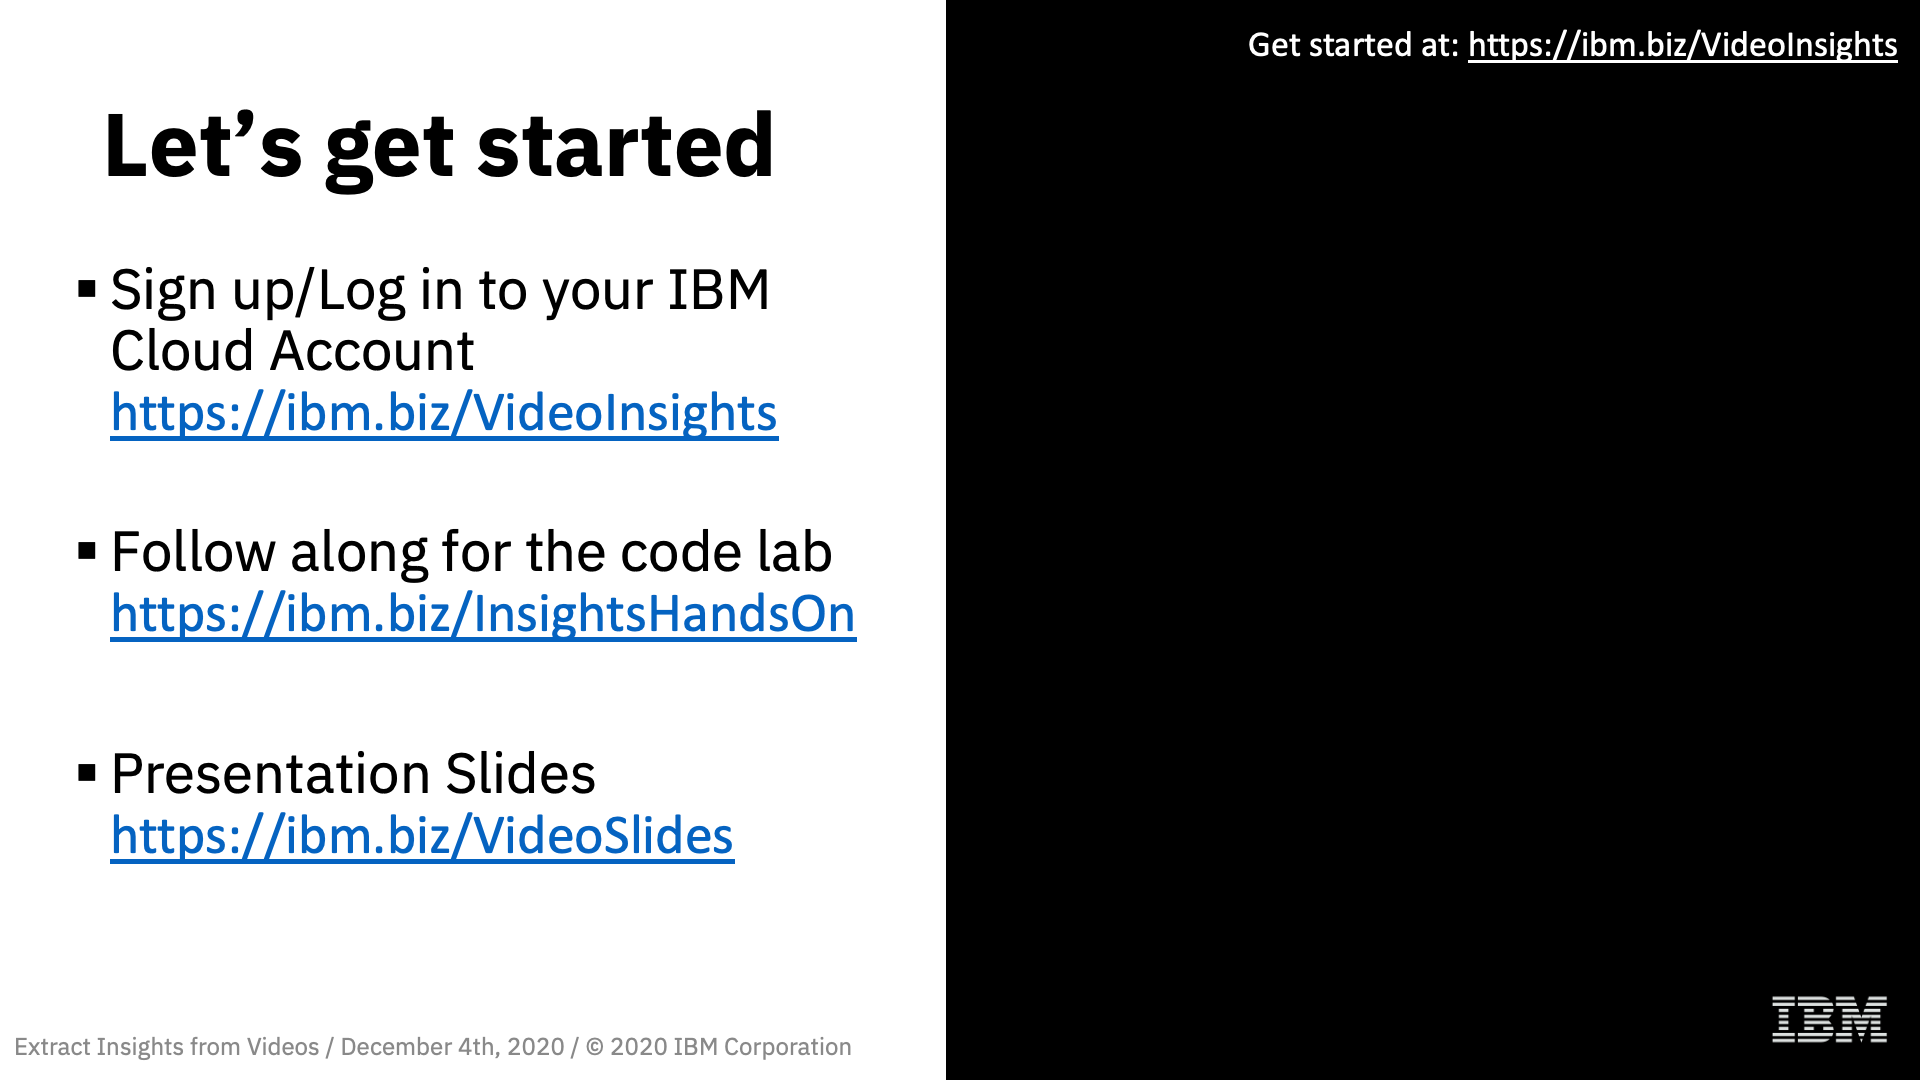 Get started at: https://ibm.biz/VideoInsights
Let’s get started
▪ Sign up/Log in to your IBM
Cloud Account
https://ibm.biz/VideoInsights
▪ Follow along for the code lab
https://ibm.biz/InsightsHandsOn
▪ Presentation Slides
https://ibm.biz/VideoSlides
Extract Insights from Videos / December 4th, 2020 / © 2020 IBM Corporation
IBM